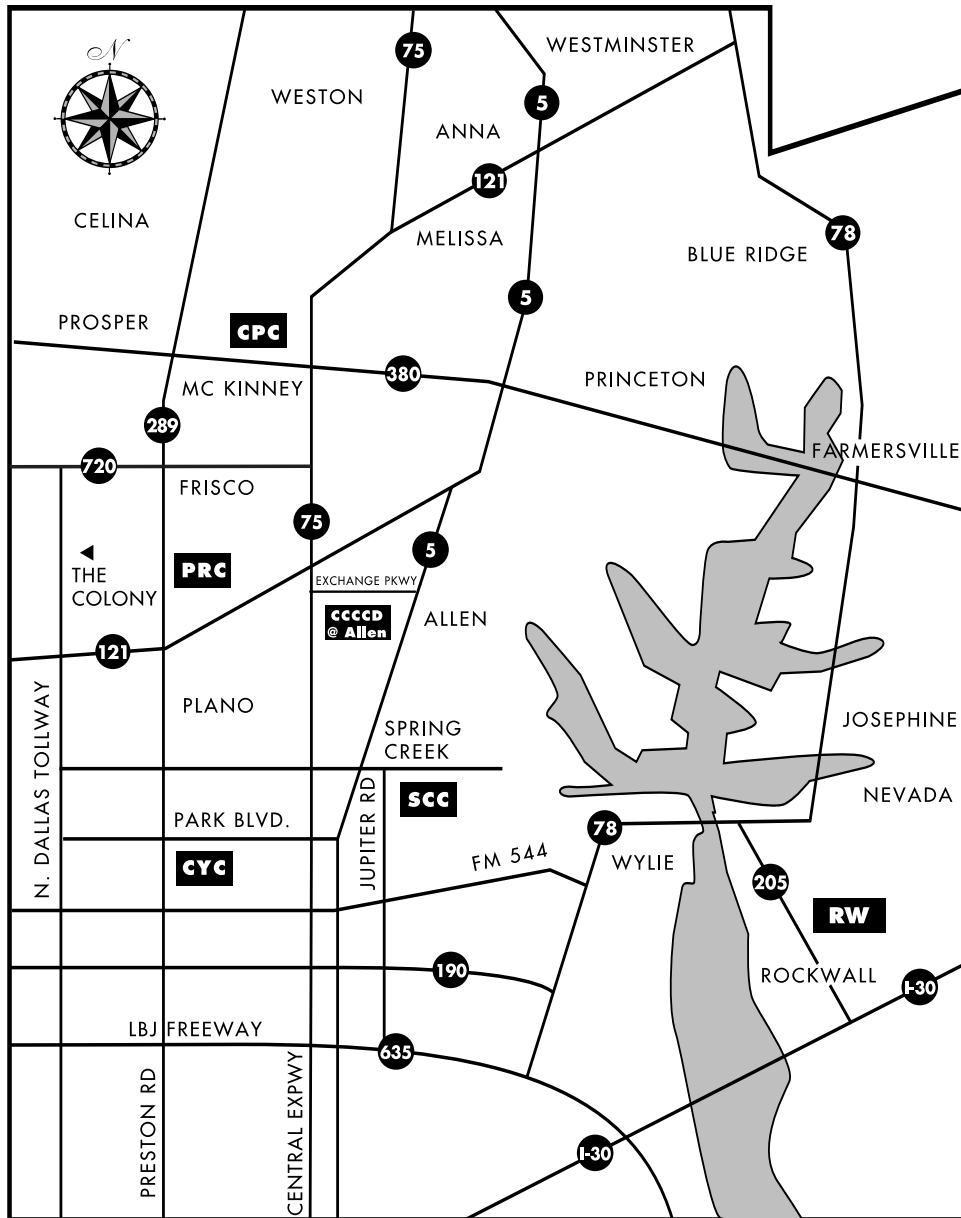 N
WESTMINSTER
75
WESTON
5
ANNA
121
CELINA
MELISSA
78
BLUE RIDGE
5
PROSPER
CPC
380
PRINCETON
MC KINNEY
289
FARMERSVILLE
720
FRISCO
75
5
PRC
THE
COLONY
EXCHANGE PKWY
CCCCD
@ Allen
ALLEN
121
PLANO
N. DALLAS TOLLWAY
SPRING
CREEK
JOSEPHINE
SCC
NEVADA
JUPITER RD
PARK BLVD.
78
CYC
FM 544
WYLIE
205
RW
190
ROCKWALL
I-30
LBJ FREEWAY
635
PRESTON RD
CENTRAL EXPWY
I-30